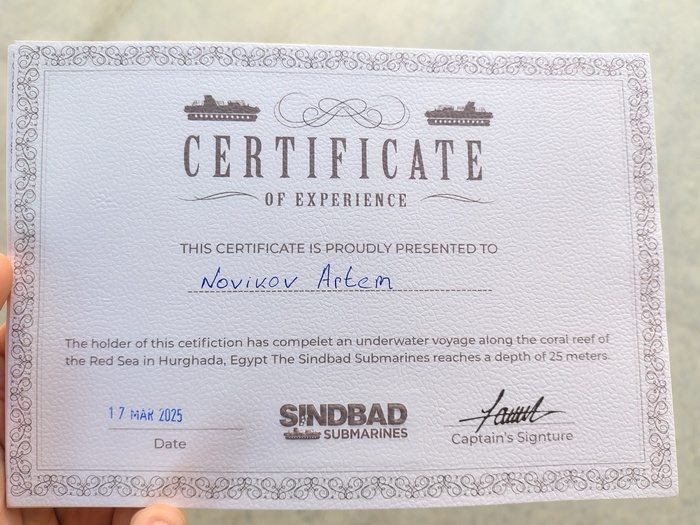 CERTIFICATE
OF EXPERIENCE
THIS CERTIFICATE IS PROUDLY PRESENTED TO
Novikov Artem
The holder of this cetifiction has compelet an underwater voyage along the coral reef of
the Red Sea in Hurghada, Egypt The Sindbad Submarines reaches a depth of 25 meters.
17 MAR 2025
Date
SINDBAD
SUBMARINES
Captain's Signture